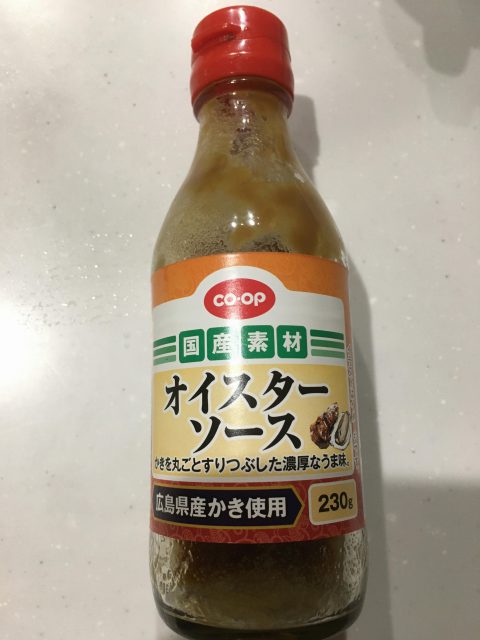 co·op
国産素材
オイスター
ソース
かきを丸ごとすりつぶした濃厚なうま味。
広島県産かき使用
230g